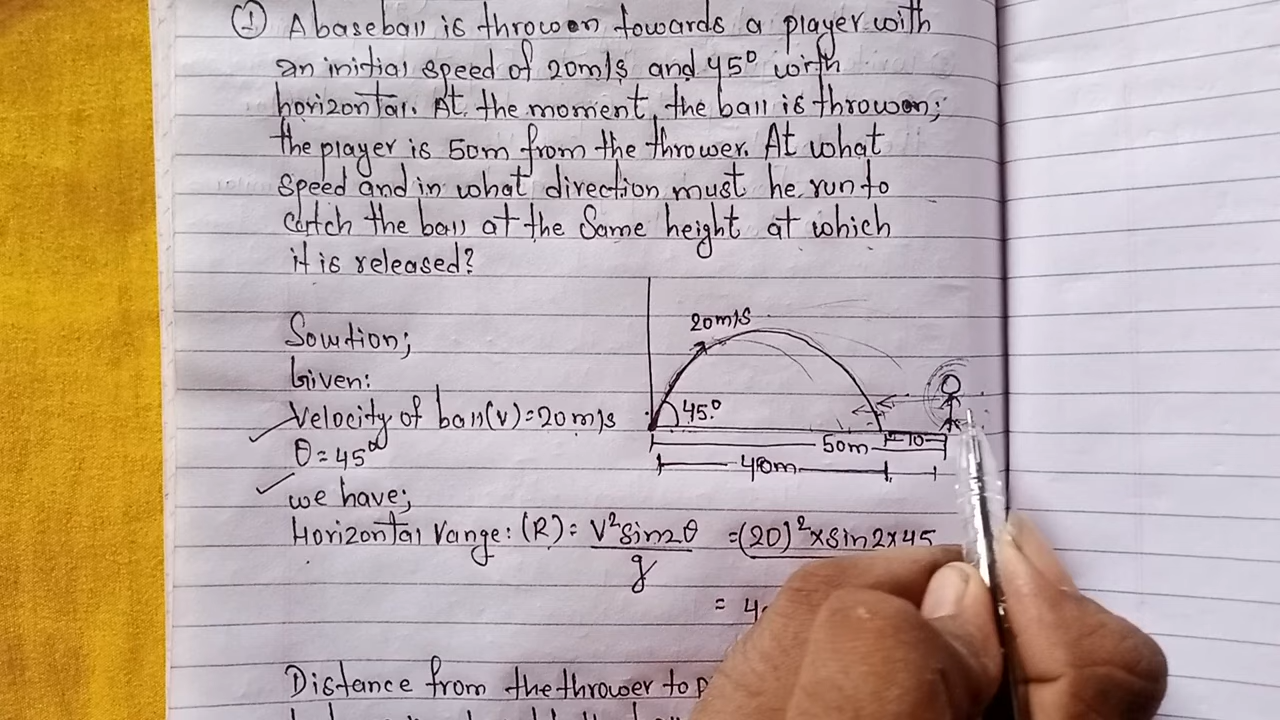 ① A baseball is throwen towards a player with
an initial speed of 20m/s and 45° with
horizontal. At the moment, the ball is throwen;
the player is 50m from the thrower. At what
speed and in what direction must he run to
catch the ball at the same height at which
it is released?
Solution;
Given:
Velocity of ball(v)=20m/s
θ=45°
we have;
20m/s
45°
50m
10
40m
Horizontal range: (R)= V²sin2θ/g =(20)²×sin2×45
= 4
Distance from the thrower to